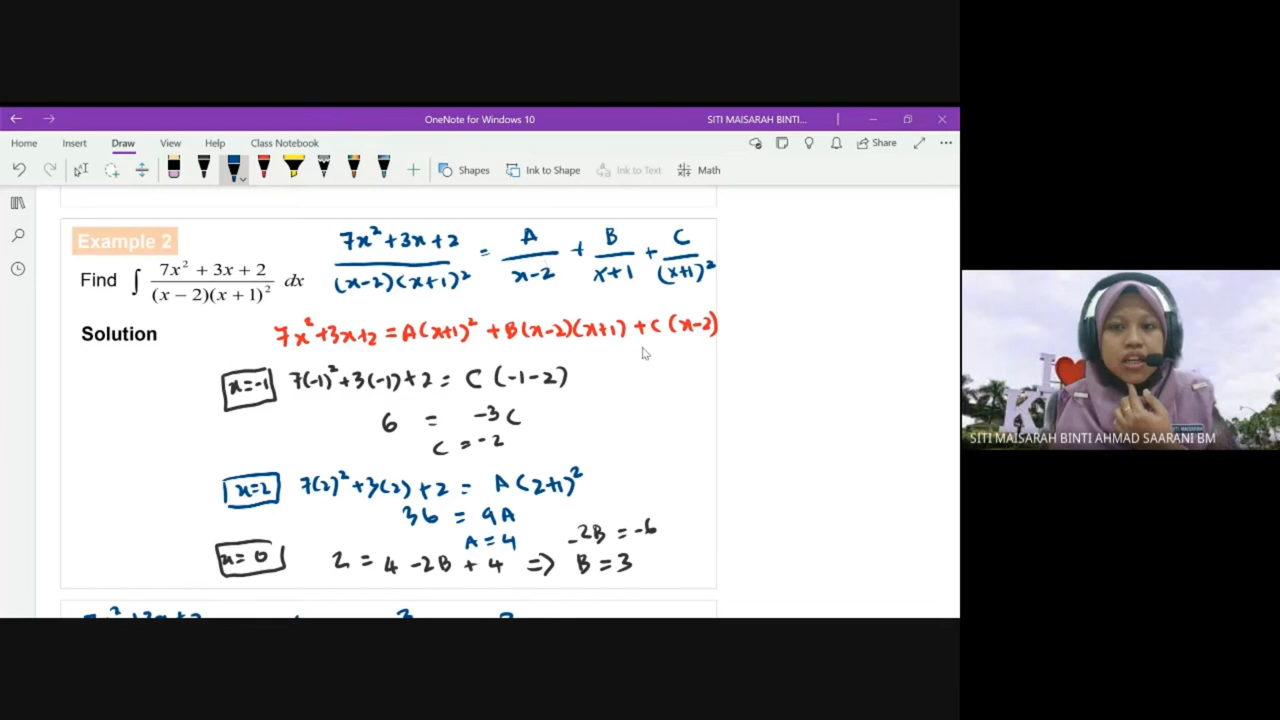 OneNote for Windows 10
SITI MAISARAH BINTI...
Home Insert Draw View Help Class Notebook
Share
Shapes Ink to Shape Ink to Text Math
Example 2
Find ∫ (7x² + 3x + 2)/((x − 2)(x + 1)²) dx
(7x²+3x+2)/((x-2)(x+1)²) = A/(x-2) + B/(x+1) + C/(x+1)²
Solution
7x²+3x+2 = A(x+1)² + B(x-2)(x+1) + C(x-2)
x=-1 7(-1)²+3(-1)+2 = C(-1-2)
6 = -3C
C = -2
x=2 7(2)²+3(2)+2 = A(2+1)²
36 = 9A
A = 4
-2B = -6
x=0 2 = 4 -2B + 4 => B = 3
I
K
SITI MAISARAH BINTI AHMAD SAARANI BM